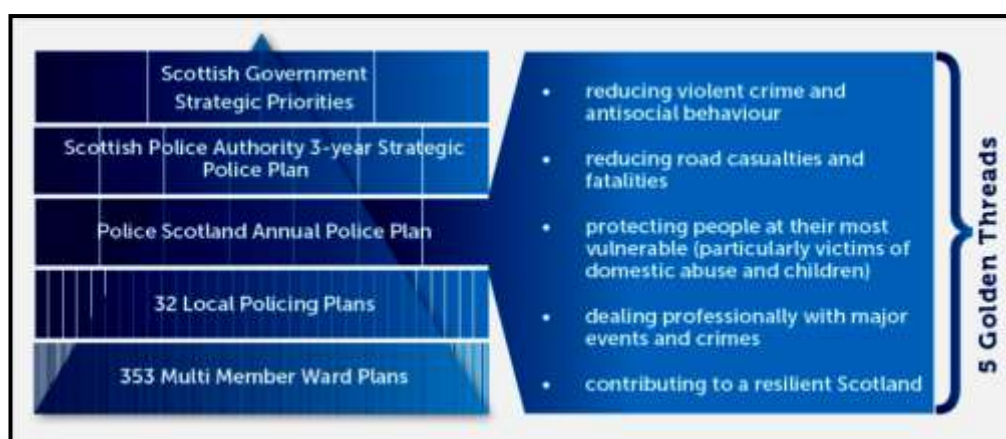 Scottish Government
Strategic Priorities
Scottish Police Authority 3-year Strategic
Police Plan
Police Scotland Annual Police Plan
32 Local Policing Plans
353 Multi Member Ward Plans
• reducing violent crime and
antisocial behaviour
• reducing road casualties and
fatalities
• protecting people at their most
vulnerable (particularly victims of
domestic abuse and children)
• dealing professionally with major
events and crimes
• contributing to a resilient Scotland
5 Golden Threads